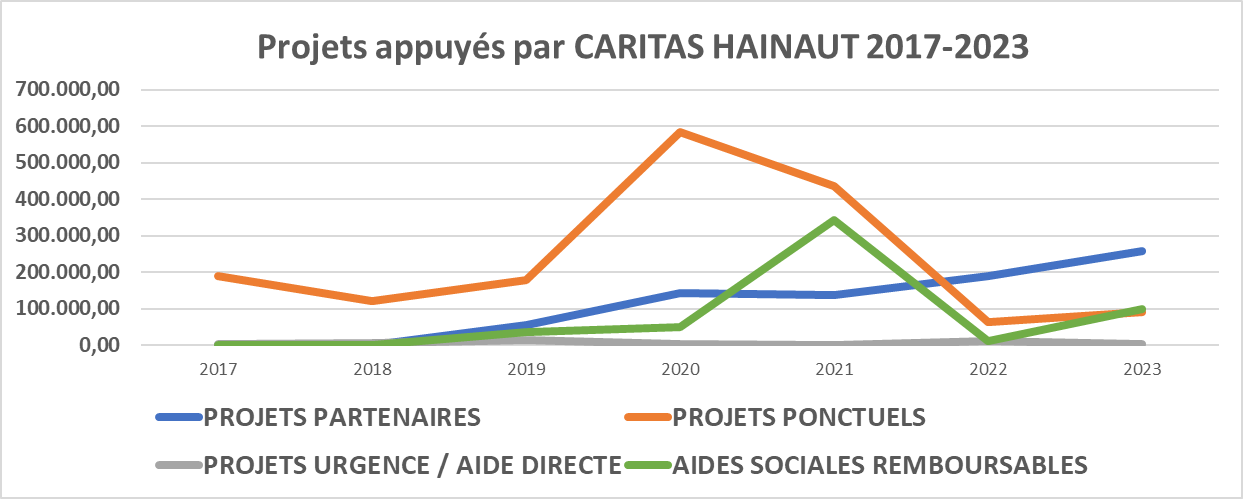 Projets appuyés par CARITAS HAINAUT 2017-2023
700.000,00
600.000,00
500.000,00
400.000,00
300.000,00
200.000,00
100.000,00
0,00
2017 2018 2019 2020 2021 2022 2023
PROJETS PARTENAIRES PROJETS PONCTUELS
PROJETS URGENCE / AIDE DIRECTE AIDES SOCIALES REMBOURSABLES